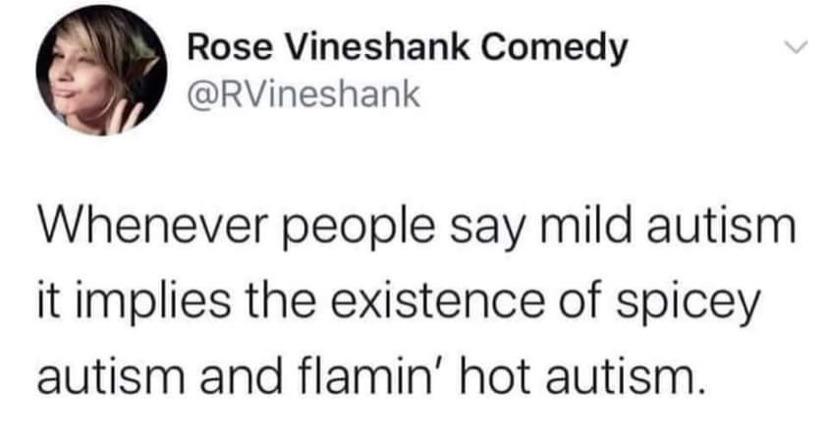 Rose Vineshank Comedy
@RVineshank
Whenever people say mild autism
it implies the existence of spicey
autism and flamin' hot autism.